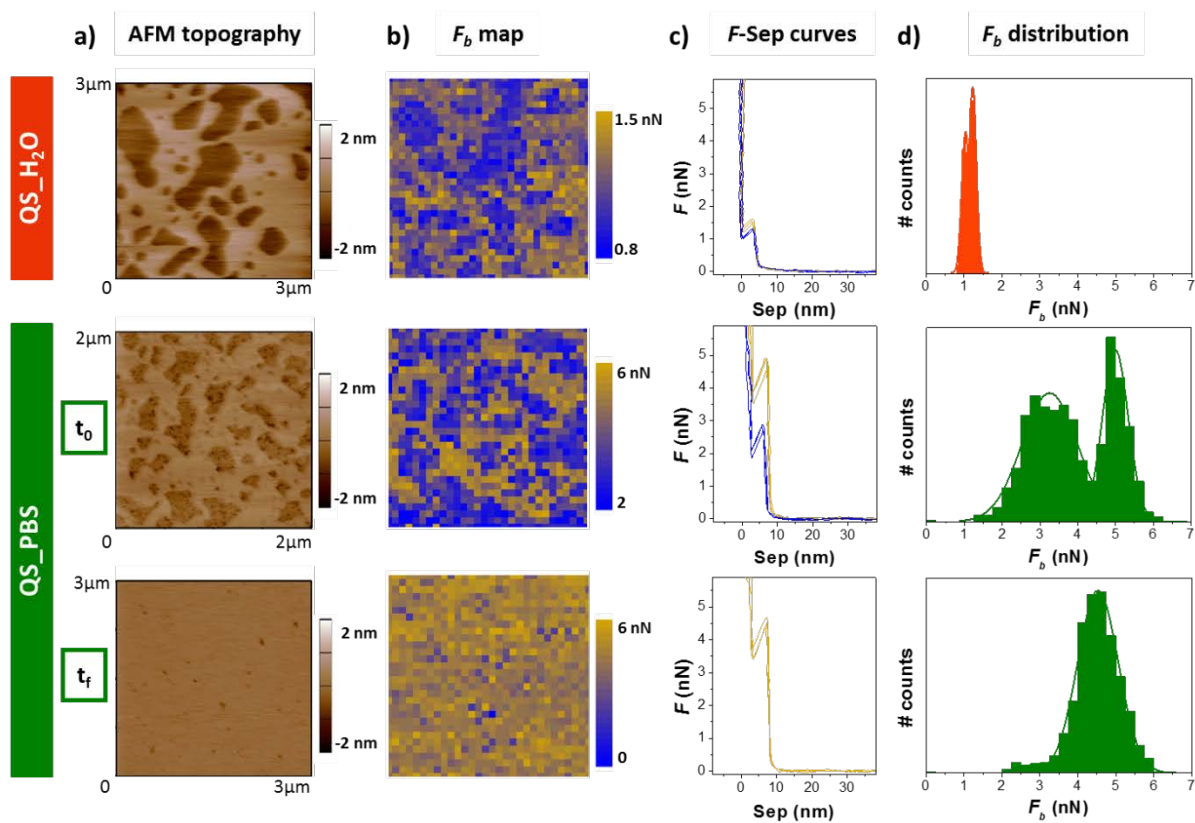 a) AFM topography b) F_b map c) F-Sep curves d) F_b distribution
QS_H₂O
3µm
0
3µm
2 nm
-2 nm
1.5 nN
0.8
F (nN)
5
4
3
2
1
0
0 10 20 30
Sep (nm)
# counts
0 1 2 3 4 5 6 7
F_b (nN)
QS_PBS
t₀
2µm
0
2µm
2 nm
-2 nm
6 nN
2
F (nN)
5
4
3
2
1
0
0 10 20 30
Sep (nm)
# counts
0 1 2 3 4 5 6 7
F_b (nN)
t_f
3µm
0
3µm
2 nm
-2 nm
6 nN
0
F (nN)
5
4
3
2
1
0
0 10 20 30
Sep (nm)
# counts
0 1 2 3 4 5 6 7
F_b (nN)